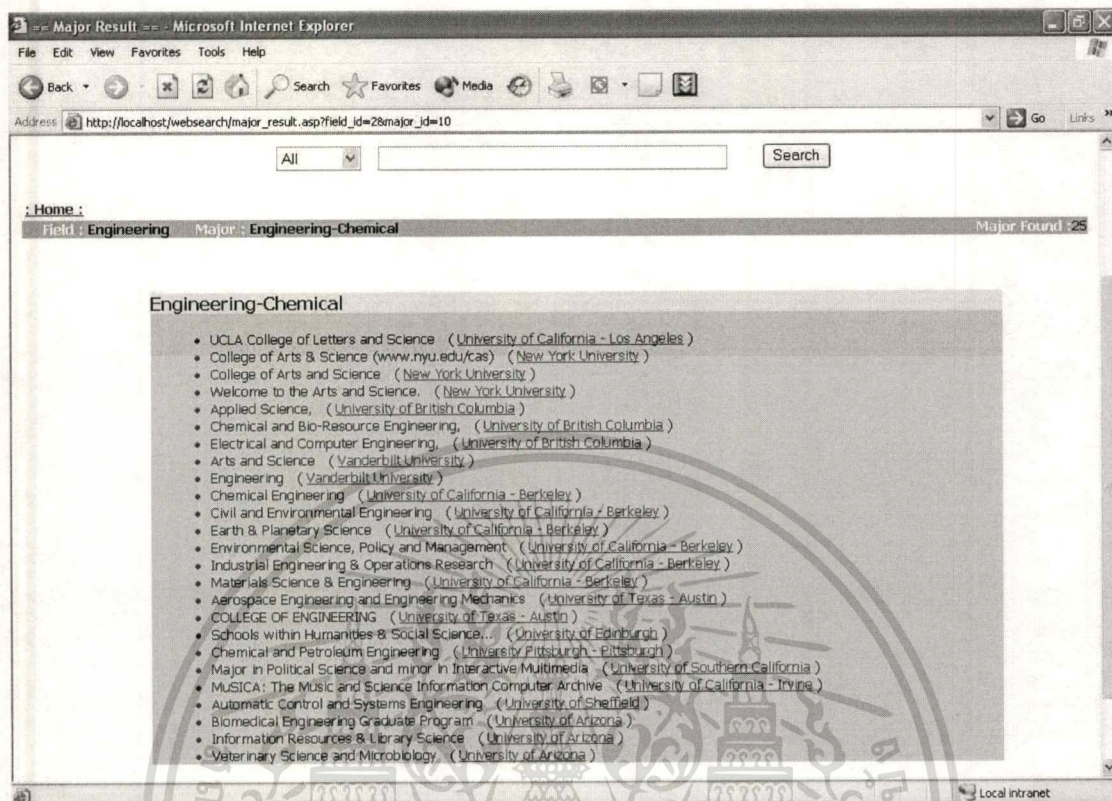 == Major Result == - Microsoft Internet Explorer
File Edit View Favorites Tools Help
Back Search Favorites Media
Address http://localhost/websearch/major_result.asp?field_id=2&major_id=10 Go Links »
All Search
: Home :
Field : Engineering Major : Engineering-Chemical Major Found :25
Engineering-Chemical
• UCLA College of Letters and Science ( University of California - Los Angeles )
• College of Arts & Science (www.nyu.edu/cas) ( New York University )
• College of Arts and Science ( New York University )
• Welcome to the Arts and Science. ( New York University )
• Applied Science, ( University of British Columbia )
• Chemical and Bio-Resource Engineering, ( University of British Columbia )
• Electrical and Computer Engineering, ( University of British Columbia )
• Arts and Science ( Vanderbilt University )
• Engineering ( Vanderbilt University )
• Chemical Engineering ( University of California - Berkeley )
• Civil and Environmental Engineering ( University of California - Berkeley )
• Earth & Planetary Science ( University of California - Berkeley )
• Environmental Science, Policy and Management ( University of California - Berkeley )
• Industrial Engineering & Operations Research ( University of California - Berkeley )
• Materials Science & Engineering ( University of California - Berkeley )
• Aerospace Engineering and Engineering Mechanics ( University of Texas - Austin )
• COLLEGE OF ENGINEERING ( University of Texas - Austin )
• Schools within Humanities & Social Science... ( University of Edinburgh )
• Chemical and Petroleum Engineering ( University Pittsburgh - Pittsburgh )
• Major in Political Science and minor in Interactive Multimedia ( University of Southern California )
• MuSICA: The Music and Science Information Computer Archive ( University of California - Irvine )
• Automatic Control and Systems Engineering ( University of Sheffield )
• Biomedical Engineering Graduate Program ( University of Arizona )
• Information Resources & Library Science ( University of Arizona )
• Veterinary Science and Microbiology ( University of Arizona )
Local intranet